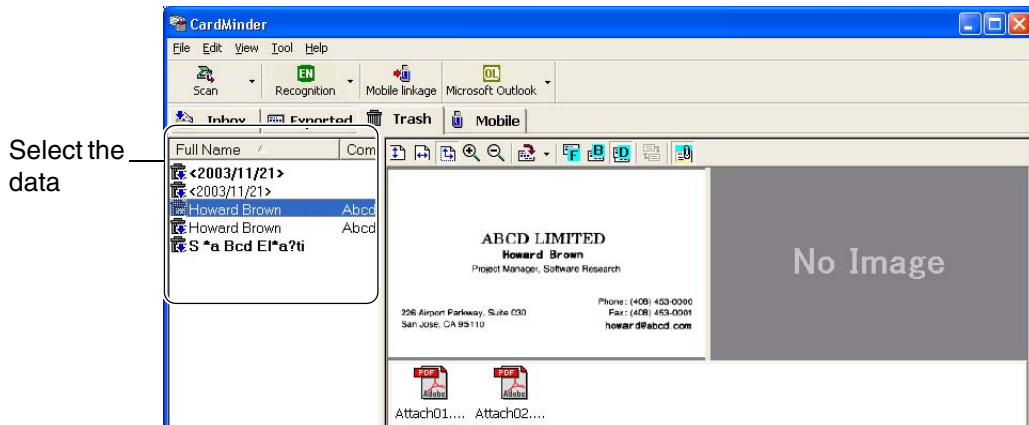 CardMinder
File Edit View Tool Help
Scan Recognition Mobile linkage Microsoft Outlook
EN
OL
Inbox Exported Trash Mobile
Select the
data
Full Name / Com
<2003/11/21>
<2003/11/21>
Howard Brown Abcd
Howard Brown Abcd
S *a Bcd El*a?ti
F B D
ABCD LIMITED
Howard Brown
Project Manager, Software Research
Phone: (408) 453-0000
226 Airport Parkway, Suite 030 Fax: (408) 453-0001
San Jose, CA 95110 howard@abcd.com
No Image
PDF Adobe PDF Adobe
Attach01.... Attach02....